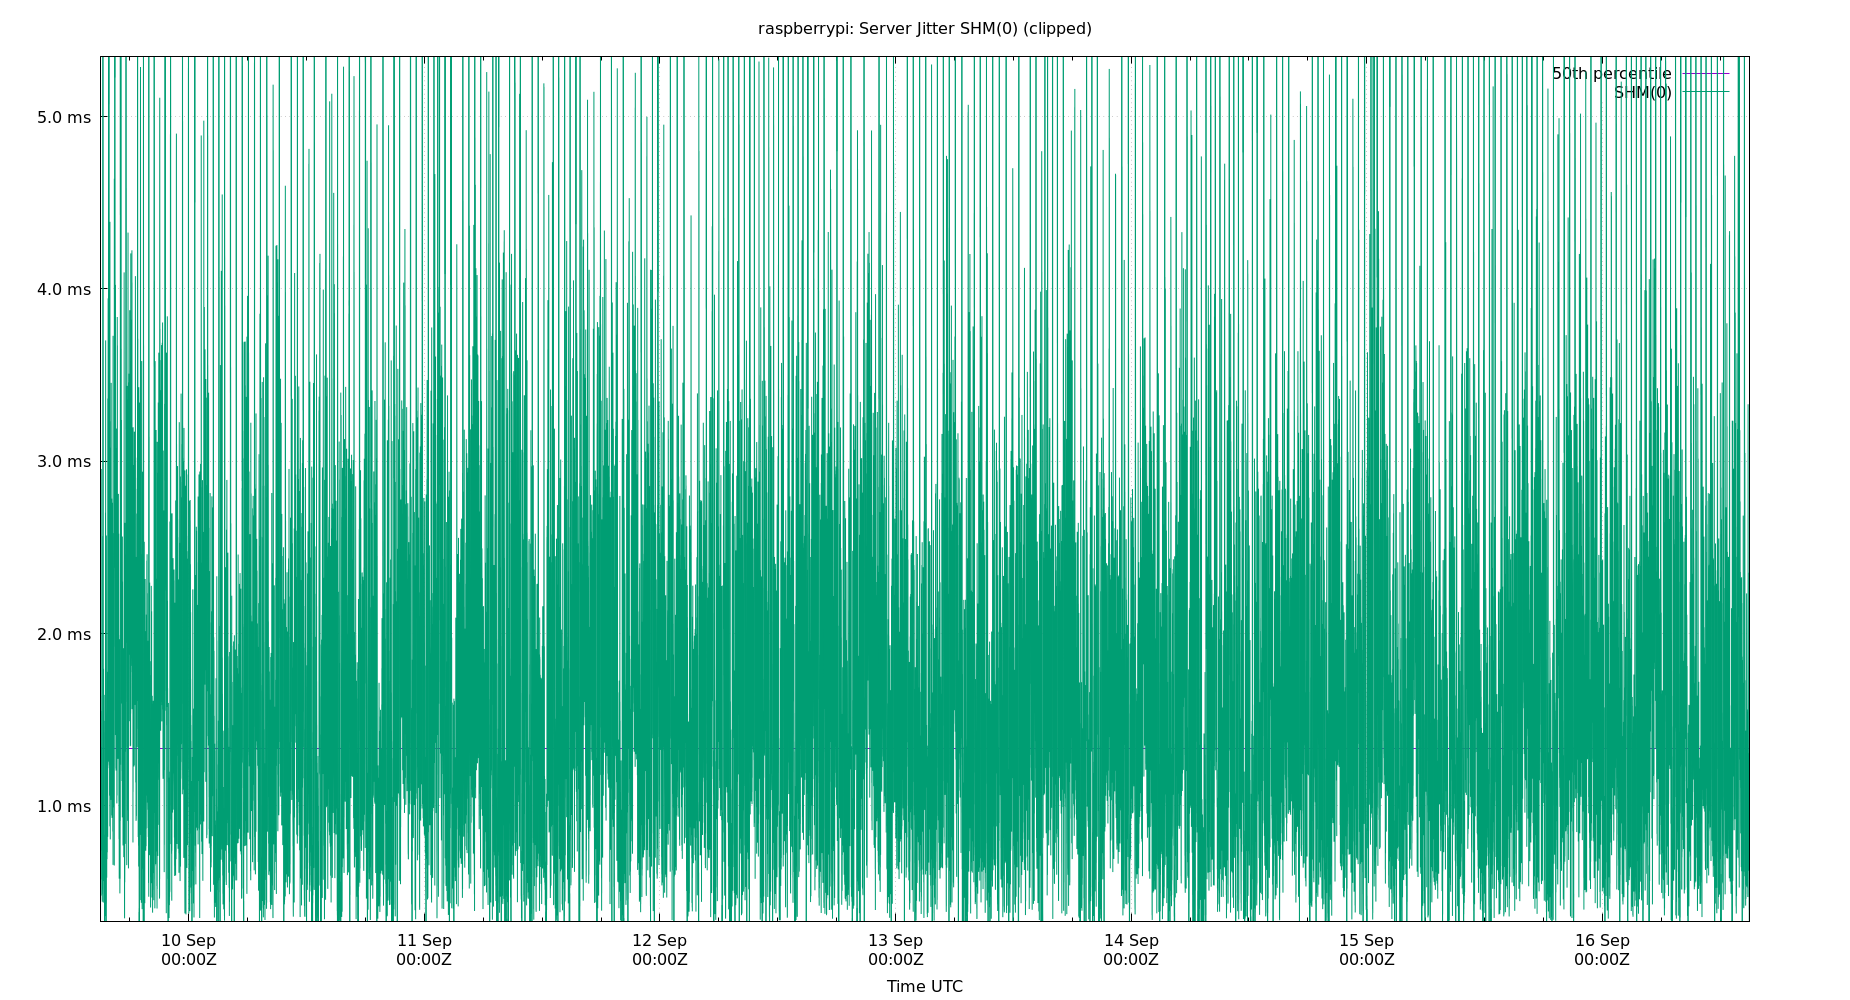 raspberrypi: Server Jitter SHM(0) (clipped)
50th percentile
SHM(0)
5.0 ms
4.0 ms
3.0 ms
2.0 ms
1.0 ms
10 Sep
00:00Z
11 Sep
00:00Z
12 Sep
00:00Z
13 Sep
00:00Z
14 Sep
00:00Z
15 Sep
00:00Z
16 Sep
00:00Z
Time UTC